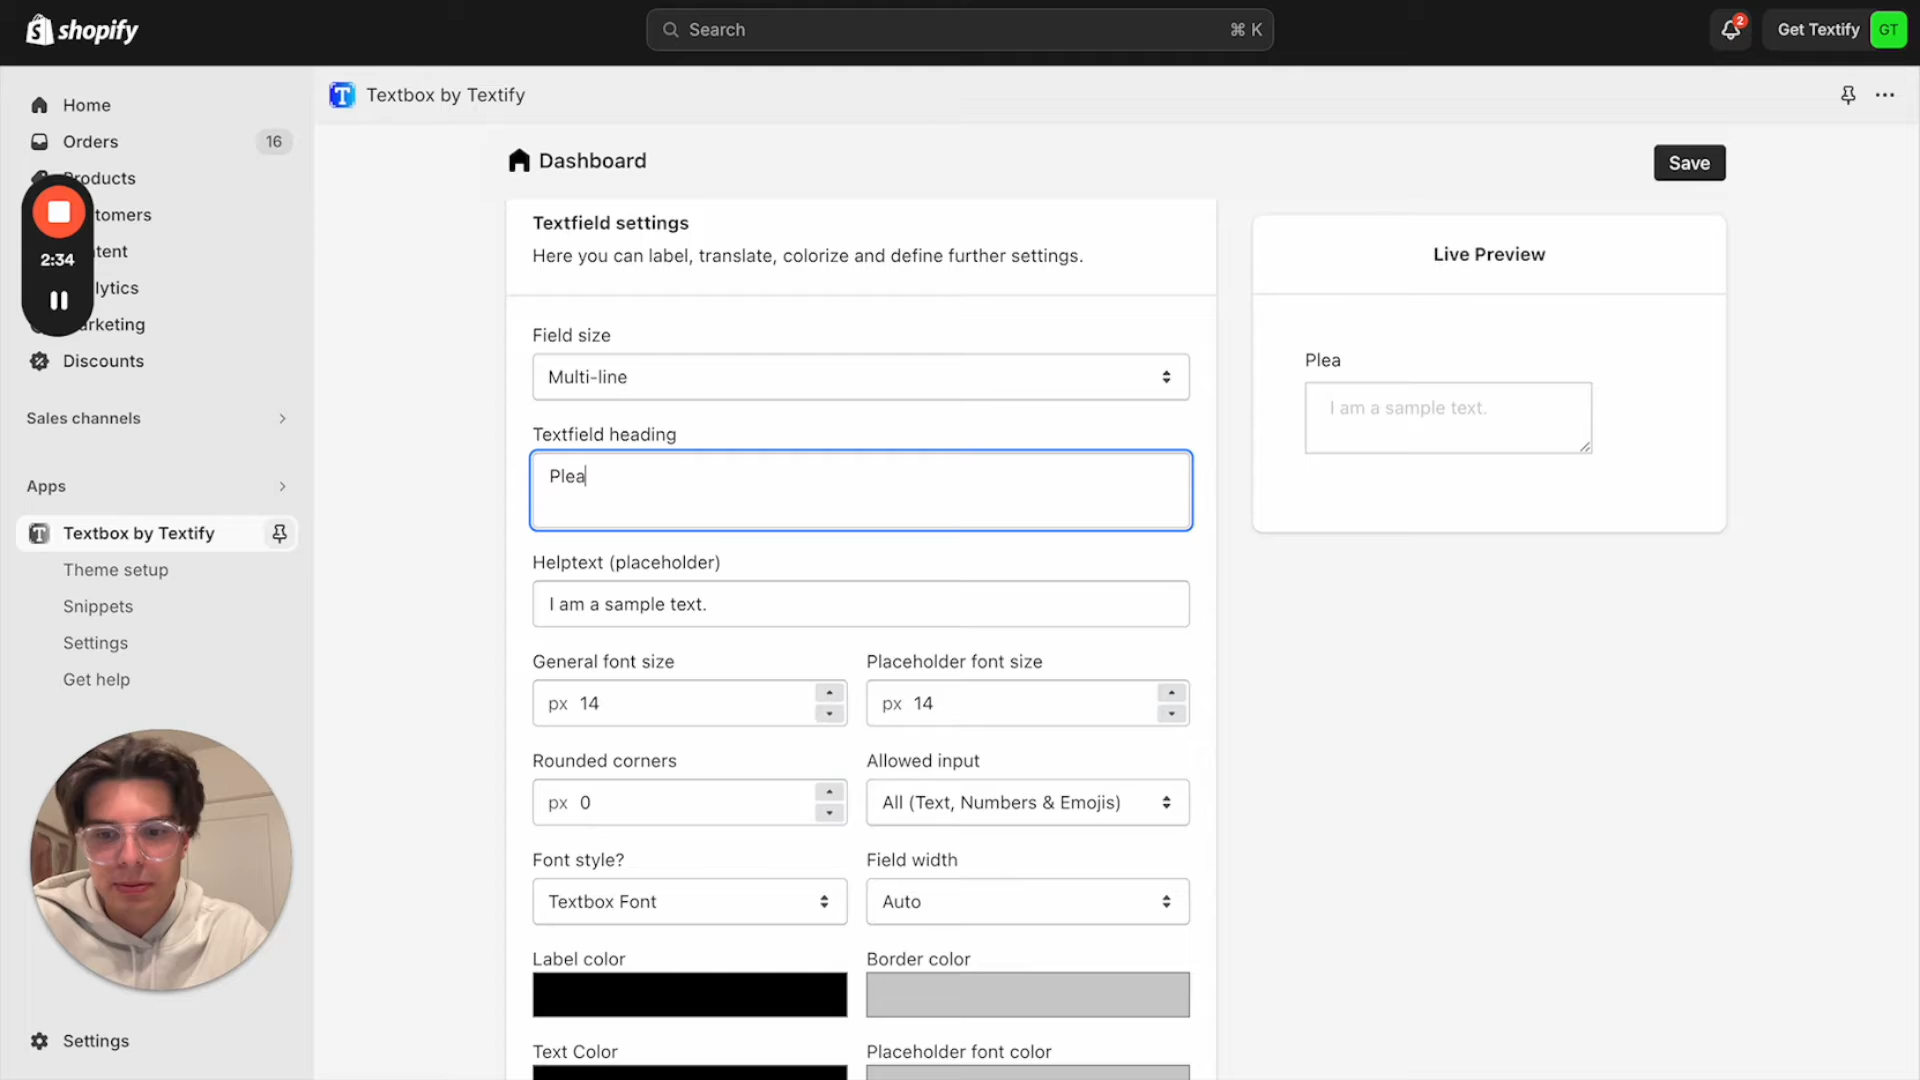 shopify
Search
⌘ K
2
Get Textify
GT
Home
Orders
16
Products
tomers
tent
lytics
arketing
Discounts
2:34
Sales channels
Apps
Textbox by Textify
Theme setup
Snippets
Settings
Get help
Settings
Textbox by Textify
Dashboard
Save
Textfield settings
Here you can label, translate, colorize and define further settings.
Field size
Multi-line
Textfield heading
Plea
Helptext (placeholder)
I am a sample text.
General font size
Placeholder font size
px 14
px 14
Rounded corners
Allowed input
px 0
All (Text, Numbers & Emojis)
Font style?
Field width
Textbox Font
Auto
Label color
Border color
Text Color
Placeholder font color
Live Preview
Plea
I am a sample text.